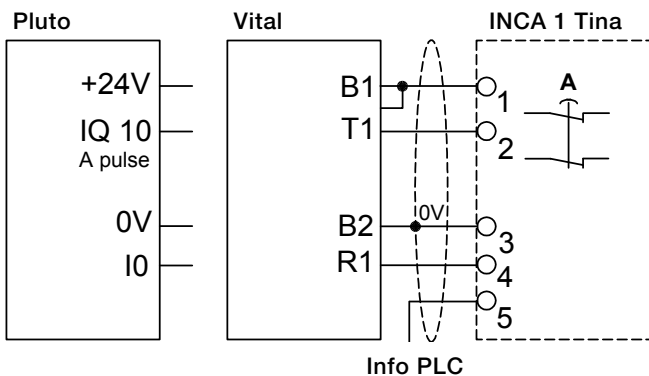 Pluto
+24V
IQ 10
A pulse
0V
I0
Vital
B1
T1
B2
R1
0V
INCA 1 Tina
1
2
3
4
5
A
Info PLC